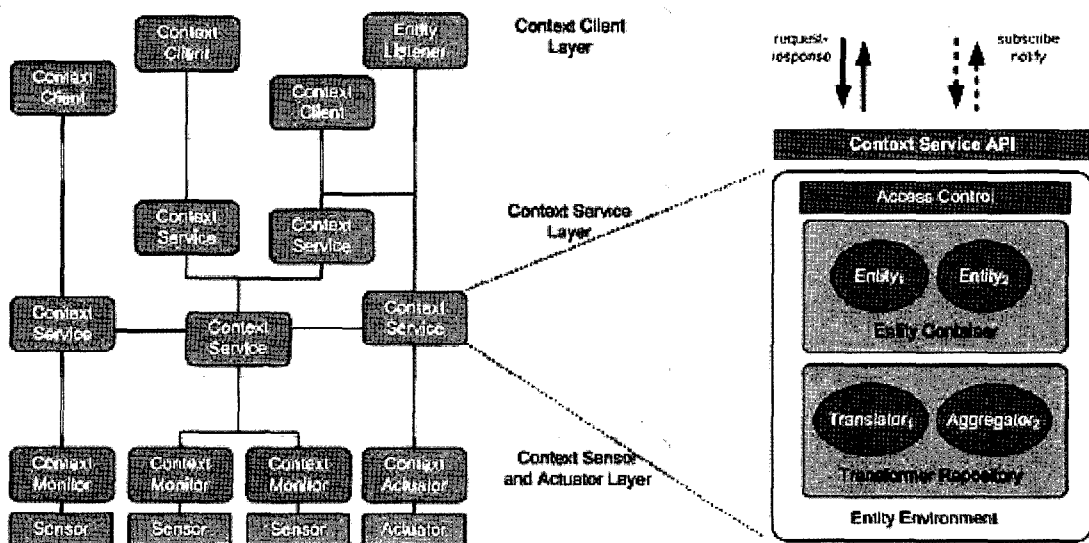 Context
Client
Entity
Listener
Context Client
Layer
Context
Client
Context
Client
Context
Service
Context
Service
Context Service
Layer
Context
Service
Context
Service
Context
Service
Context
Monitor
Context
Monitor
Context
Monitor
Context
Actuator
Context Sensor
and Actuator Layer
Sensor
Sensor
Sensor
Actuator
request-
response
subscribe
notify
Context Service API
Access Control
Entity1
Entity2
Entity Container
Translator1
Aggregator2
Transformer Repository
Entity Environment